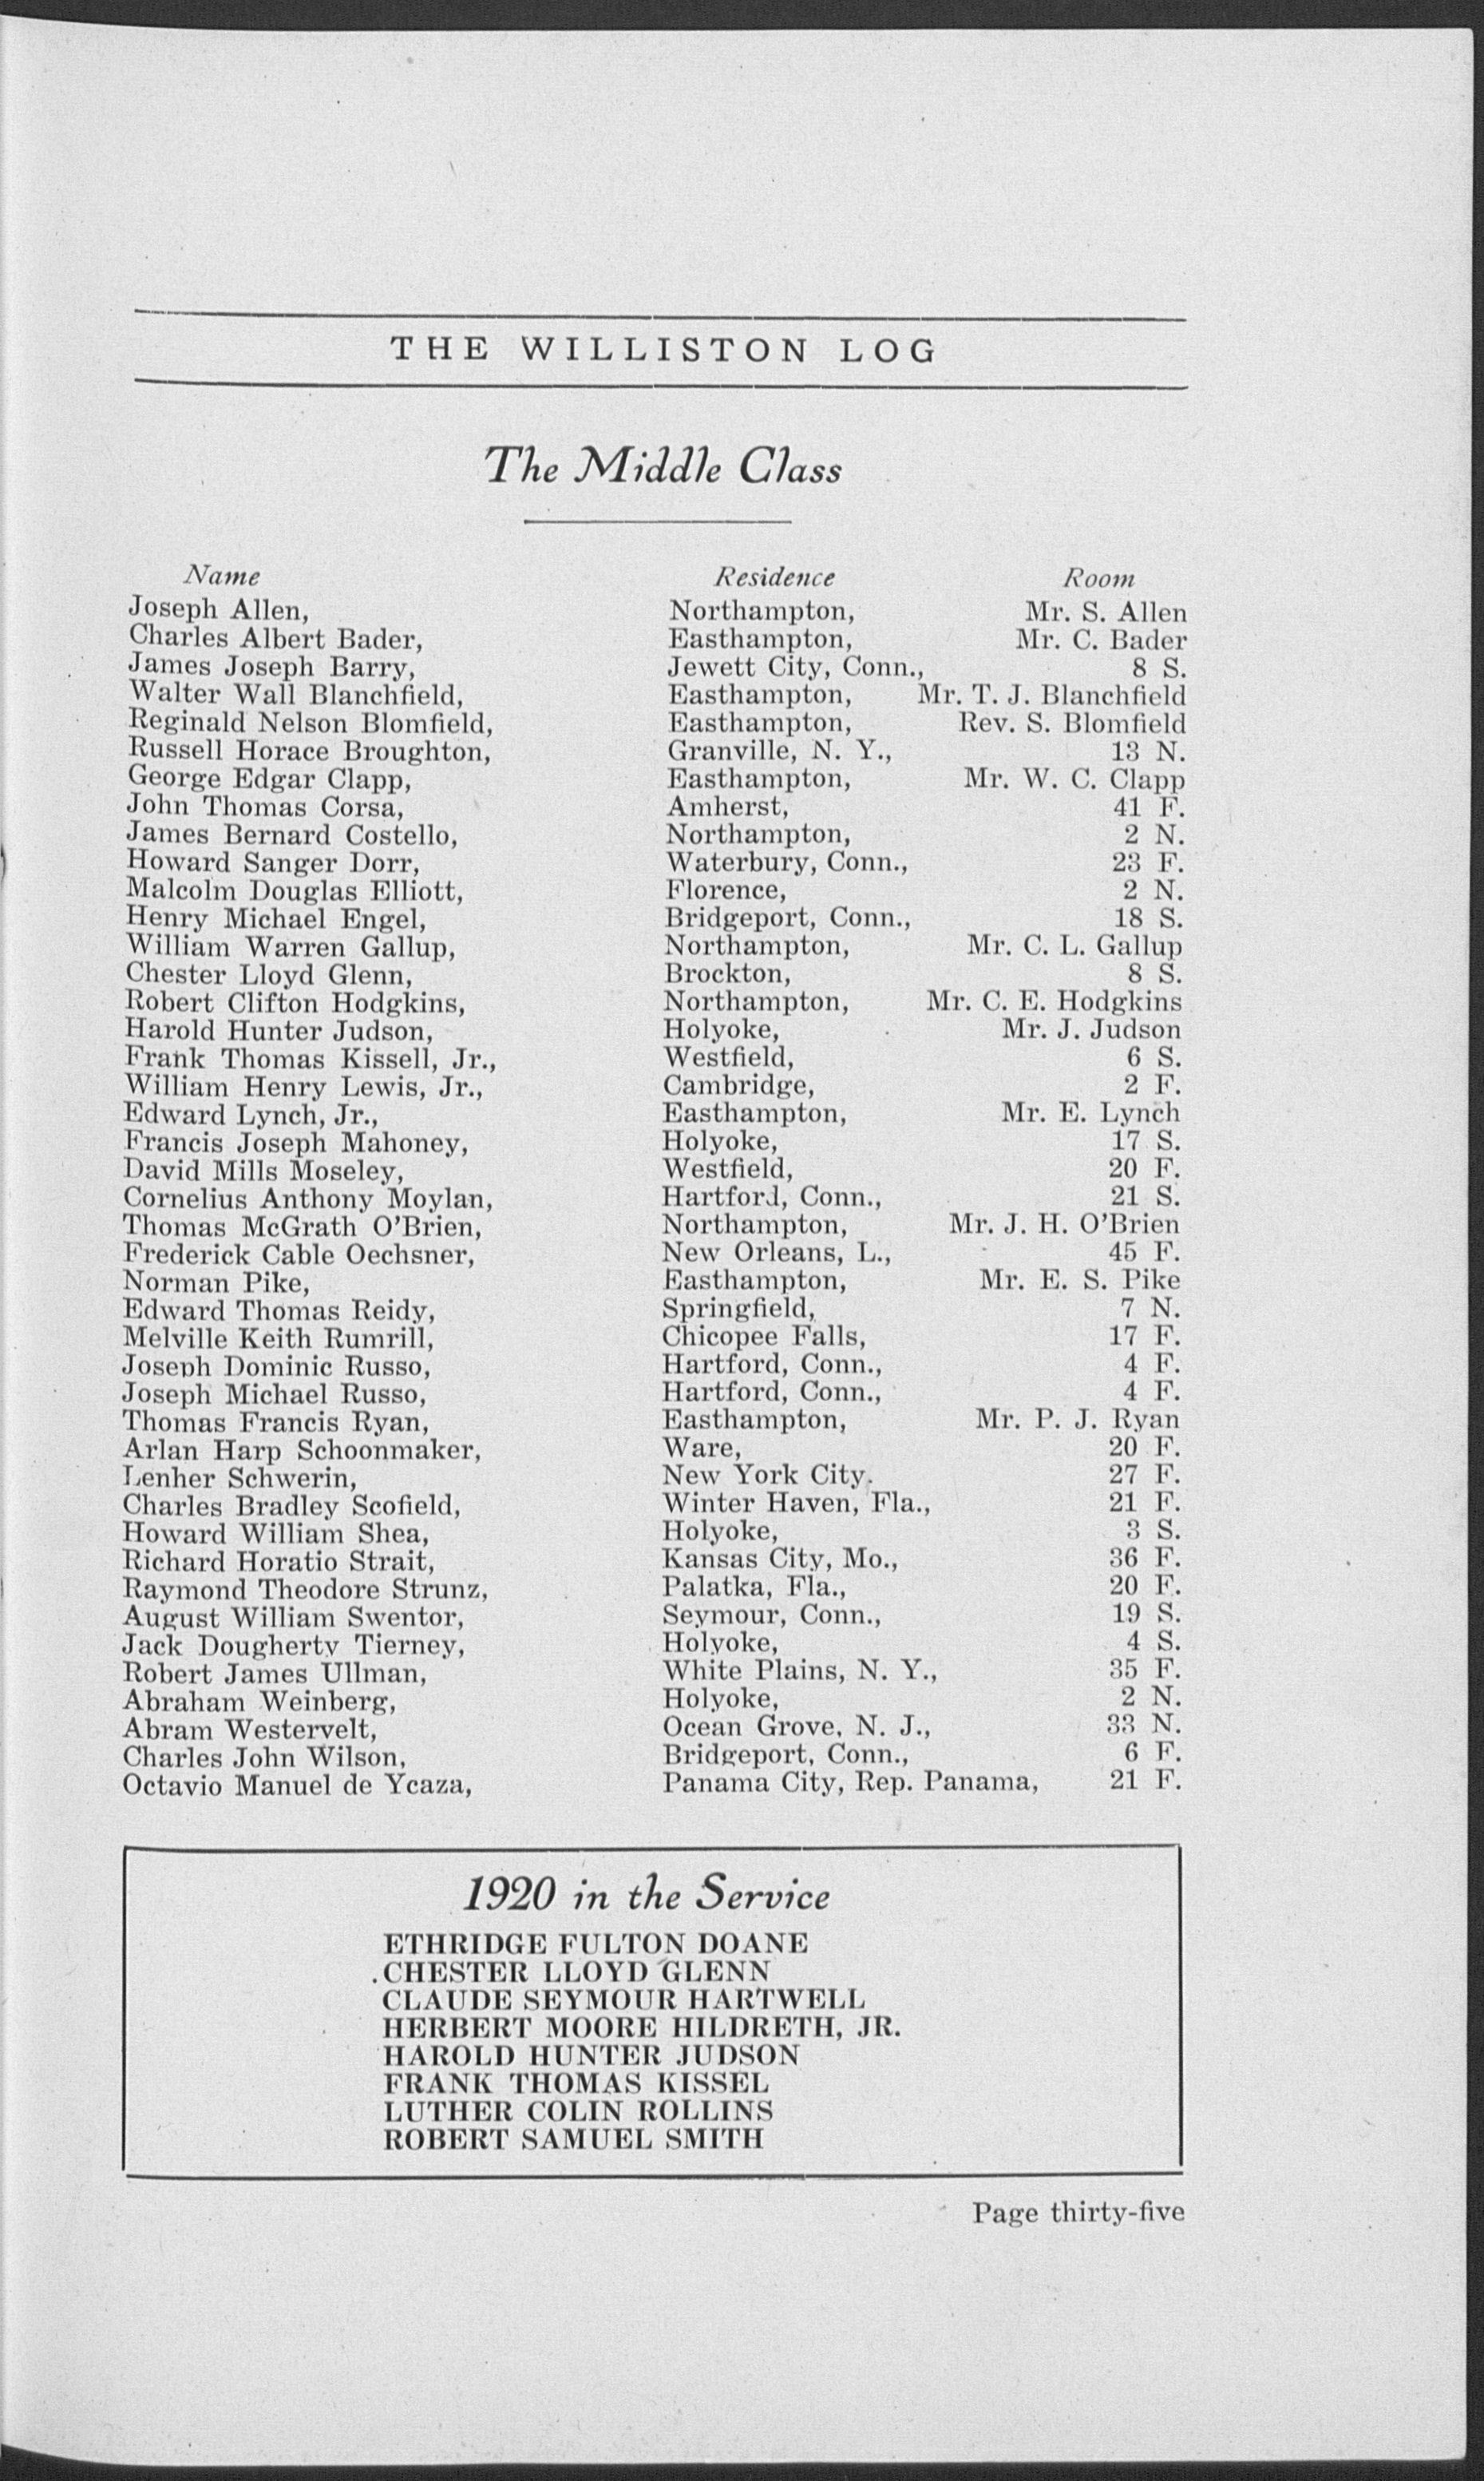 THE WILLISTON LOG
The Middle Class
Name Residence Room
Joseph Allen, Northampton, Mr. S. Allen
Charles Albert Bader, Easthampton, Mr. C. Bader
James Joseph Barry, Jewett City, Conn., 8 S.
Walter Wall Blanchfield, Easthampton, Mr. T. J. Blanchfield
Reginald Nelson Blomfield, Easthampton, Rev. S. Blomfield
Russell Horace Broughton, Granville, N. Y., 13 N.
George Edgar Clapp, Easthampton, Mr. W. C. Clapp
John Thomas Corsa, Amherst, 41 F.
James Bernard Costello, Northampton, 2 N.
Howard Sanger Dorr, Waterbury, Conn., 23 F.
Malcolm Douglas Elliott, Florence, 2 N.
Henry Michael Engel, Bridgeport, Conn., 18 S.
William Warren Gallup, Northampton, Mr. C. L. Gallup
Chester Lloyd Glenn, Brockton, 8 S.
Robert Clifton Hodgkins, Northampton, Mr. C. E. Hodgkins
Harold Hunter Judson, Holyoke, Mr. J. Judson
Frank Thomas Kissell, Jr., Westfield, 6 S.
William Henry Lewis, Jr., Cambridge, 2 F.
Edward Lynch, Jr., Easthampton, Mr. E. Lynch
Francis Joseph Mahoney, Holyoke, 17 S.
David Mills Moseley, Westfield, 20 F.
Cornelius Anthony Moylan, Hartford, Conn., 21 S.
Thomas McGrath O'Brien, Northampton, Mr. J. H. O'Brien
Frederick Cable Oechsner, New Orleans, L., 45 F.
Norman Pike, Easthampton, Mr. E. S. Pike
Edward Thomas Reidy, Springfield, 7 N.
Melville Keith Rumrill, Chicopee Falls, 17 F.
Joseph Dominic Russo, Hartford, Conn., 4 F.
Joseph Michael Russo, Hartford, Conn., 4 F.
Thomas Francis Ryan, Easthampton, Mr. P. J. Ryan
Arlan Harp Schoonmaker, Ware, 20 F.
Lenher Schwerin, New York City. 27 F.
Charles Bradley Scofield, Winter Haven, Fla., 21 F.
Howard William Shea, Holyoke, 3 S.
Richard Horatio Strait, Kansas City, Mo., 36 F.
Raymond Theodore Strunz, Palatka, Fla., 20 F.
August William Swentor, Seymour, Conn., 19 S.
Jack Dougherty Tierney, Holyoke, 4 S.
Robert James Ullman, White Plains, N. Y., 35 F.
Abraham Weinberg, Holyoke, 2 N.
Abram Westervelt, Ocean Grove, N. J., 33 N.
Charles John Wilson, Bridgeport, Conn., 6 F.
Octavio Manuel de Ycaza, Panama City, Rep. Panama, 21 F.
1920 in the Service
ETHRIDGE FULTON DOANE
CHESTER LLOYD GLENN
CLAUDE SEYMOUR HARTWELL
HERBERT MOORE HILDRETH, JR.
HAROLD HUNTER JUDSON
FRANK THOMAS KISSEL
LUTHER COLIN ROLLINS
ROBERT SAMUEL SMITH
Page thirty-five